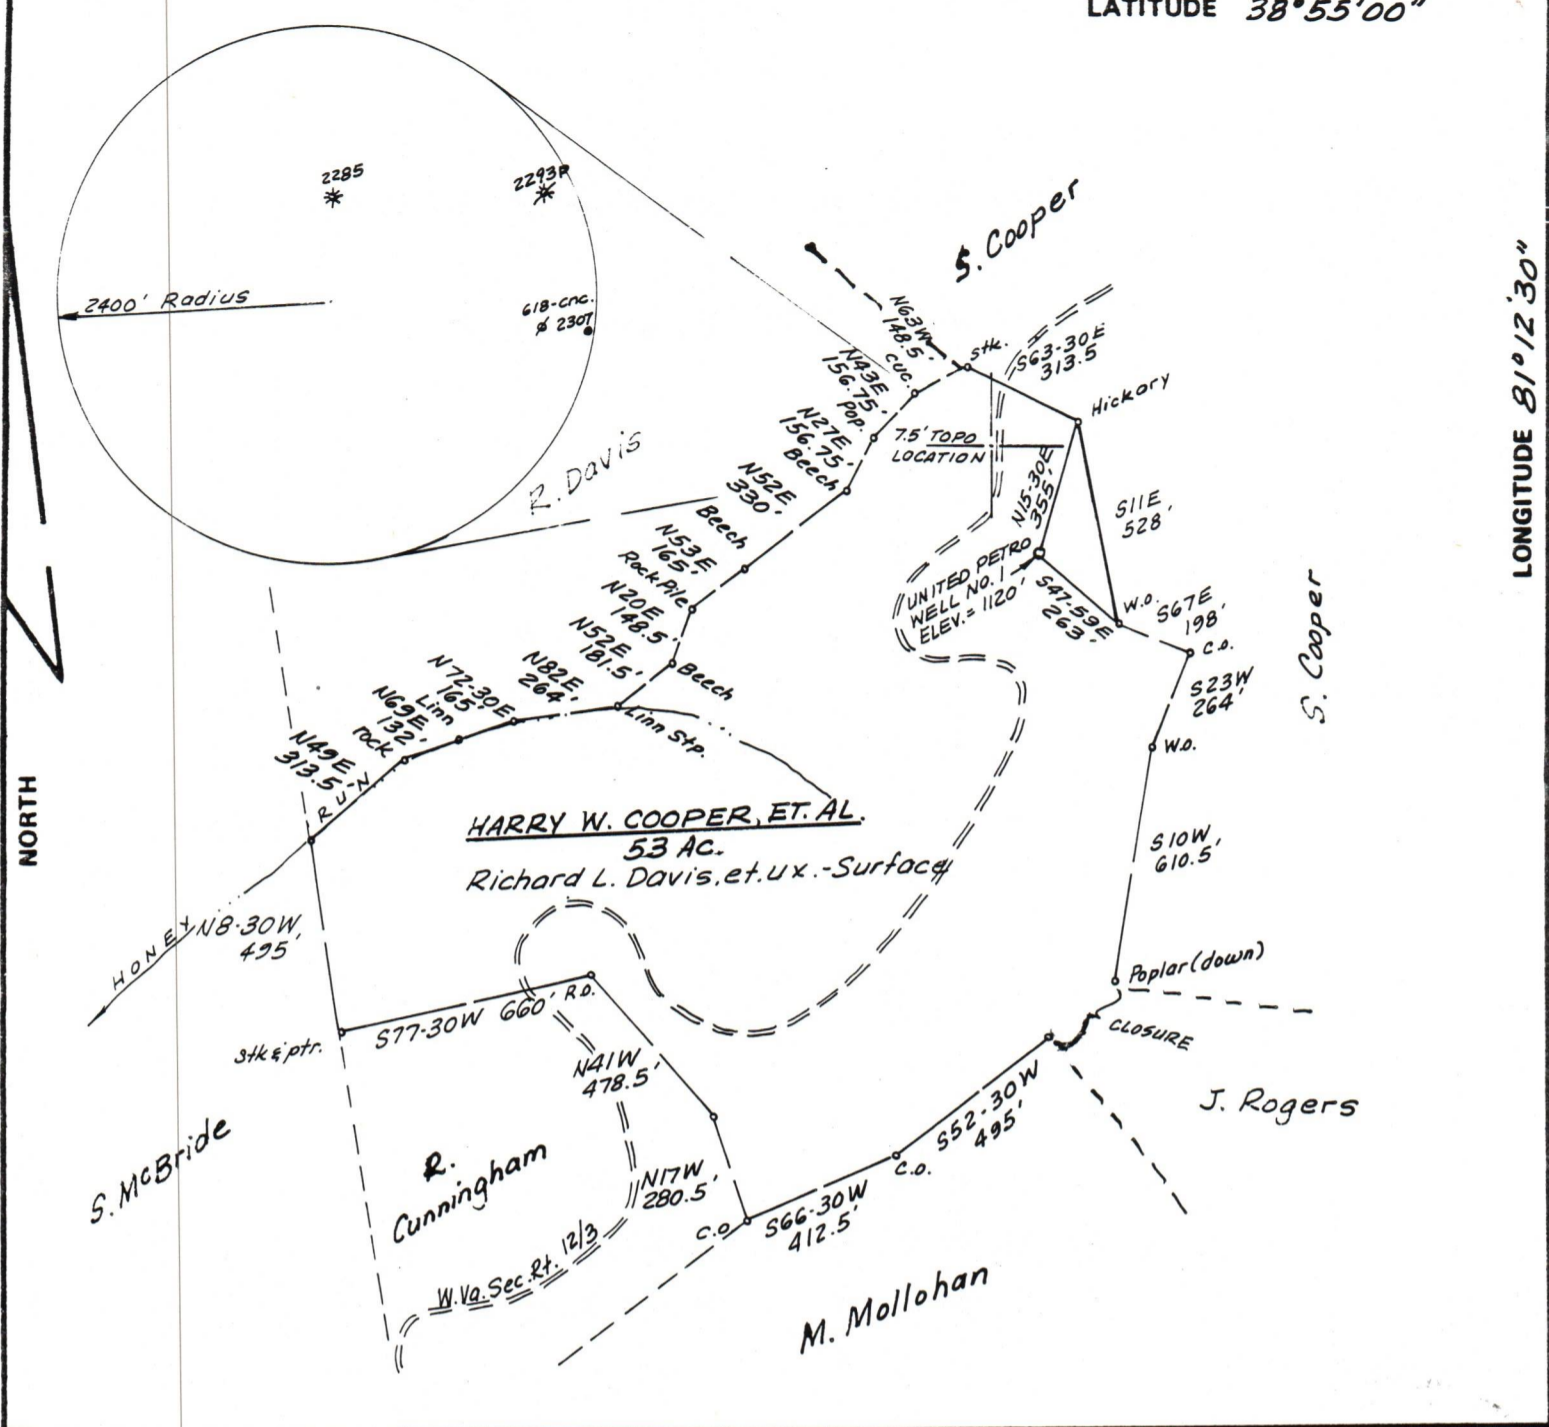 LATITUDE 38°55'00"
2285
2293P
2400' Radius
618-cnc.
2307
S. Cooper
N63W
148.5'
cuc.
Stk.
S63-30E
313.5
Hickory
N43E
156.75'
Pop.
N27E
156.75'
Beech
7.5' TOPO
LOCATION
N15-30E
355'
S11E
528'
LONGITUDE 81°12'30"
R. Davis
N52E
330'
Beech
N53E
165'
Rock Pile
N20E
148.5'
N52E
181.5'
Beech
UNITED PETRO
WELL NO. 1
ELEV.= 1120'
S47-59E
263'
W.O.
S67E
198'
C.O.
S23W
264'
W.O.
S. Cooper
N82E
264'
Linn Stp.
N72-30E
165'
Linn
N69E
132'
rock
N49E
313.5'
RUN
NORTH
HARRY W. COOPER, ET. AL.
53 AC.
Richard L. Davis, et.ux.-Surface
S10W
610.5'
HONEY
N8-30W
495'
Poplar (down)
CLOSURE
S77-30W 660'
R.O.
Stk & ptr.
N41W
478.5'
S52-30W
495'
J. Rogers
S. McBride
R.
Cunningham
N17W
280.5'
C.O.
C.O.
S66-30W
412.5'
W.Va. Sec. Rt. 12/3
M. Mollohan